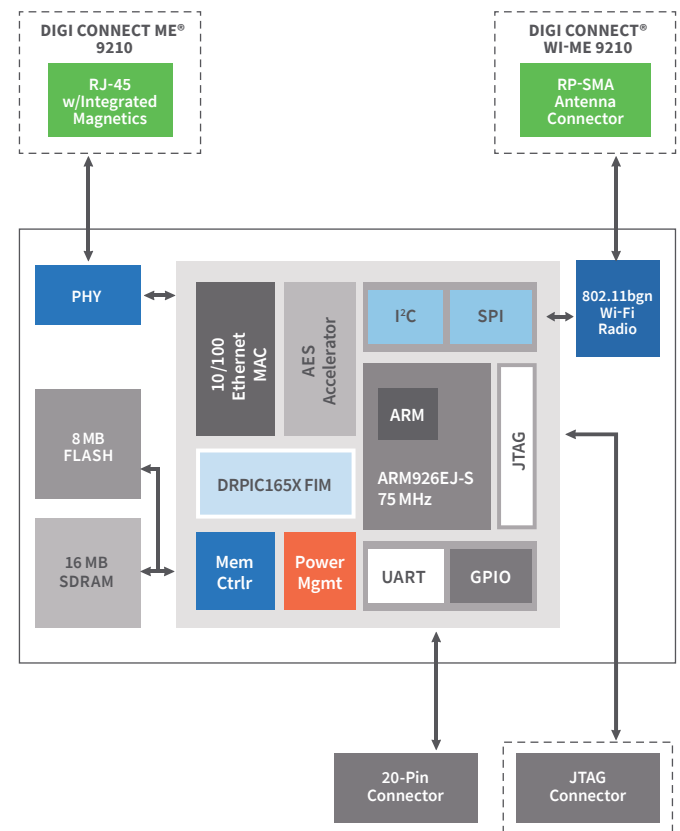 DIGI CONNECT ME®
9210
RJ-45
w/Integrated
Magnetics
DIGI CONNECT®
WI-ME 9210
RP-SMA
Antenna
Connector
PHY
10/100
Ethernet
MAC
AES
Accelerator
I²C
SPI
802.11bgn
Wi-Fi
Radio
8 MB
FLASH
ARM
ARM926EJ-S
75 MHz
JTAG
DRPIC165X FIM
16 MB
SDRAM
Mem
Ctrlr
Power
Mgmt
UART
GPIO
20-Pin
Connector
JTAG
Connector